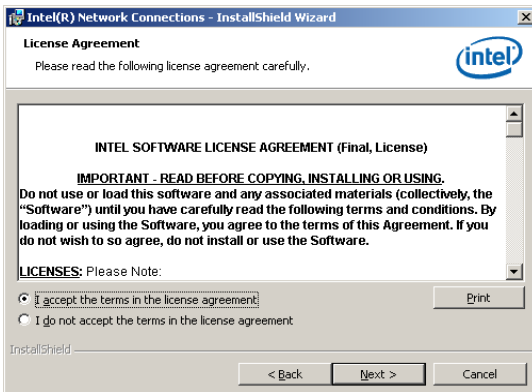 Intel(R) Network Connections - InstallShield Wizard
License Agreement
Please read the following license agreement carefully.
intel
INTEL SOFTWARE LICENSE AGREEMENT (Final, License)
IMPORTANT - READ BEFORE COPYING, INSTALLING OR USING.
Do not use or load this software and any associated materials (collectively, the
“Software”) until you have carefully read the following terms and conditions. By
loading or using the Software, you agree to the terms of this Agreement. If you
do not wish to so agree, do not install or use the Software.
LICENSES: Please Note:
I accept the terms in the license agreement
Print
I do not accept the terms in the license agreement
InstallShield
< Back
Next >
Cancel